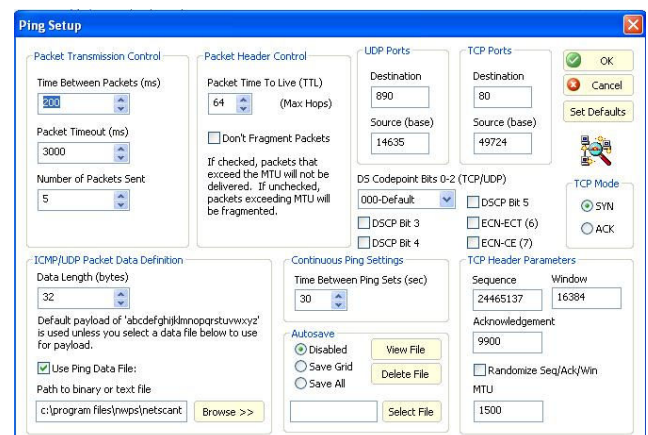 Ping Setup
Packet Transmission Control
Time Between Packets (ms)
200
Packet Timeout (ms)
3000
Number of Packets Sent
5
Packet Header Control
Packet Time To Live (TTL)
64
(Max Hops)
Don't Fragment Packets
If checked, packets that
exceed the MTU will not be
delivered. If unchecked,
packets exceeding MTU will
be fragmented.
UDP Ports
Destination
890
Source (base)
14635
TCP Ports
Destination
80
Source (base)
49724
OK
Cancel
Set Defaults
DS Codepoint Bits 0-2 (TCP/UDP)
000-Default
DSCP Bit 3
DSCP Bit 4
DSCP Bit 5
ECN-ECT (6)
ECN-CE (7)
TCP Mode
SYN
ACK
ICMP/UDP Packet Data Definition
Data Length (bytes)
32
Default payload of 'abcdefghijklmnopqrstuvwxyz'
is used unless you select a data file below to use
for payload.
Use Ping Data File:
Path to binary or text file
c:\program files\nwps\netscant
Browse >>
Continuous Ping Settings
Time Between Ping Sets (sec)
30
Autosave
Disabled
Save Grid
Save All
View File
Delete File
Select File
TCP Header Parameters
Sequence
24465137
Window
16384
Acknowledgement
9900
Randomize Seq/Ack/Win
MTU
1500